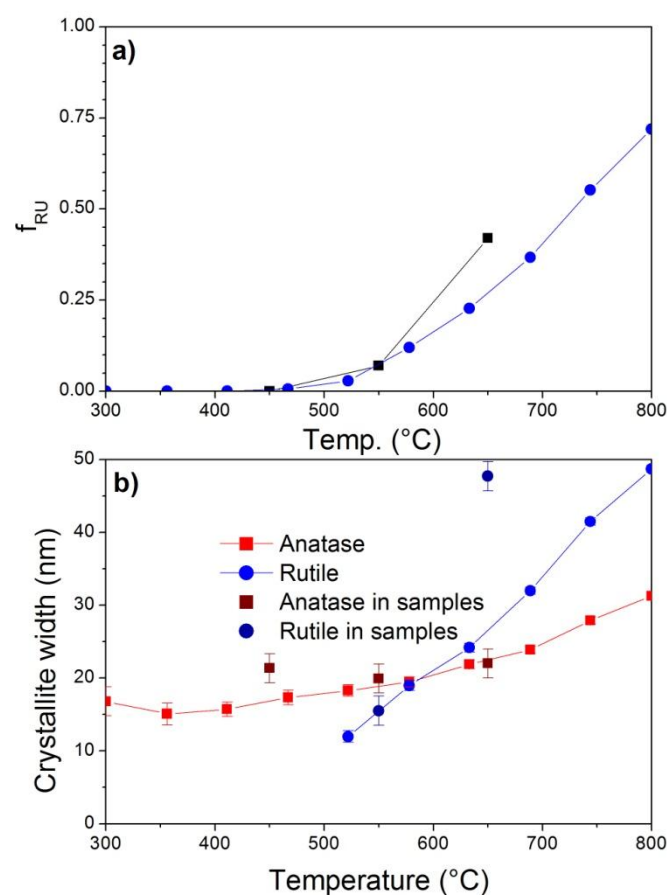 a)
1.00
0.75
0.50
0.25
0.00
f_RU
300 400 500 600 700 800
Temp. (°C)
b)
50
40
30
20
10
0
Crystallite width (nm)
Anatase
Rutile
Anatase in samples
Rutile in samples
300 400 500 600 700 800
Temperature (°C)